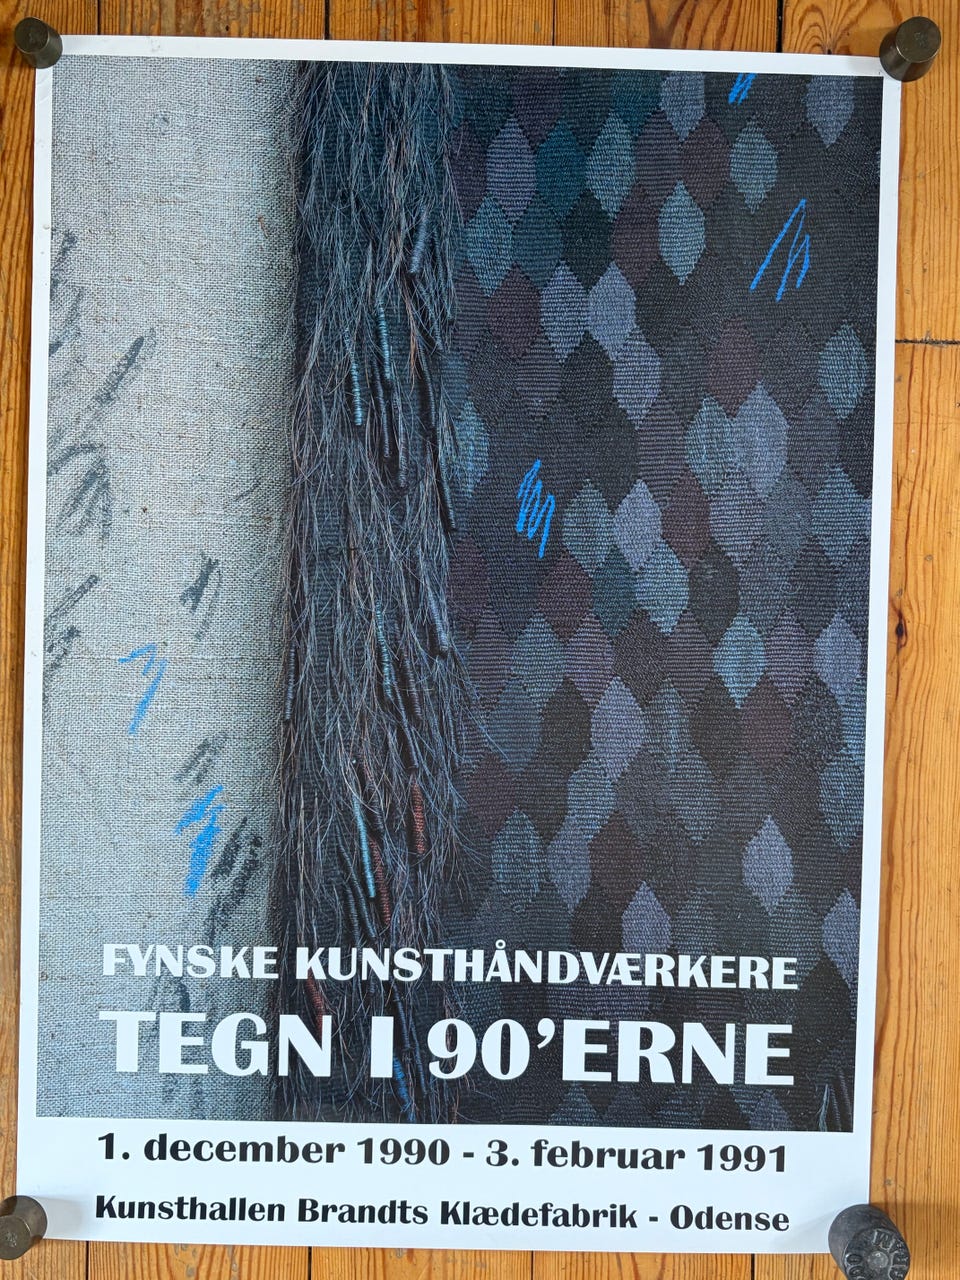 FYNSKE KUNSTHÅNDVÆRKERE
TEGN I 90’ERNE
1. december 1990 - 3. februar 1991
Kunsthallen Brandts Klædefabrik - Odense